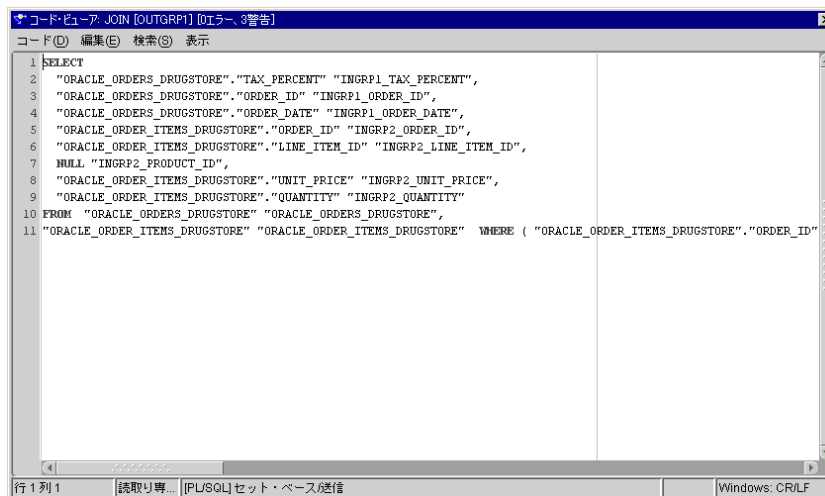 コード・ビューア: JOIN [OUTGRP1] [0エラー、3警告]
コード(D) 編集(E) 検索(S) 表示
1 SELECT
2 "ORACLE_ORDERS_DRUGSTORE"."TAX_PERCENT" "INGRP1_TAX_PERCENT",
3 "ORACLE_ORDERS_DRUGSTORE"."ORDER_ID" "INGRP1_ORDER_ID",
4 "ORACLE_ORDERS_DRUGSTORE"."ORDER_DATE" "INGRP1_ORDER_DATE",
5 "ORACLE_ORDER_ITEMS_DRUGSTORE"."ORDER_ID" "INGRP2_ORDER_ID",
6 "ORACLE_ORDER_ITEMS_DRUGSTORE"."LINE_ITEM_ID" "INGRP2_LINE_ITEM_ID",
7 NULL "INGRP2_PRODUCT_ID",
8 "ORACLE_ORDER_ITEMS_DRUGSTORE"."UNIT_PRICE" "INGRP2_UNIT_PRICE",
9 "ORACLE_ORDER_ITEMS_DRUGSTORE"."QUANTITY" "INGRP2_QUANTITY"
10 FROM "ORACLE_ORDERS_DRUGSTORE" "ORACLE_ORDERS_DRUGSTORE",
11 "ORACLE_ORDER_ITEMS_DRUGSTORE" "ORACLE_ORDER_ITEMS_DRUGSTORE" WHERE ( "ORACLE_ORDER_ITEMS_DRUGSTORE"."ORDER_ID"
行1列1 読取り専... [PL/SQL]セット・ベース/送信 Windows: CR/LF